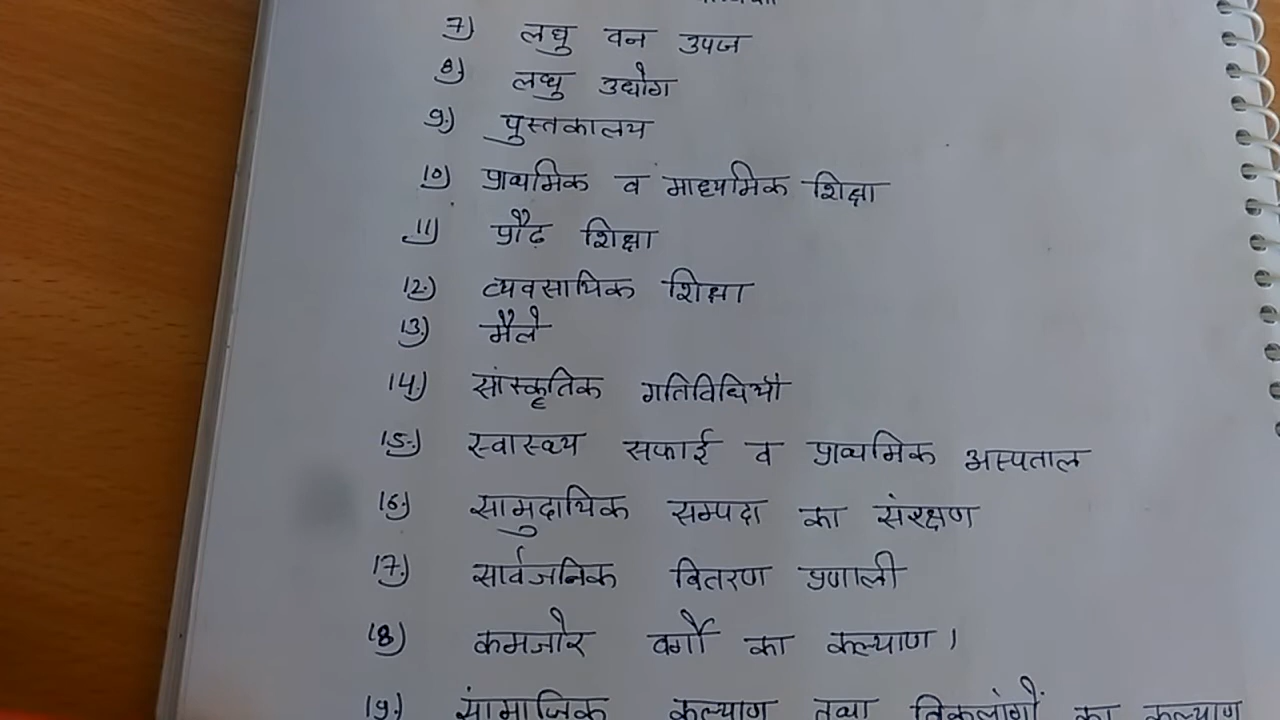 7) लघु वन उपज
8) लघु उद्योग
9) पुस्तकालय
10) प्राथमिक व माध्यमिक शिक्षा
11) प्रौढ़ शिक्षा
12) व्यवसायिक शिक्षा
13) मैले
14) सांस्कृतिक गतिविधियाँ
15) स्वास्थ्य सफाई व प्राथमिक अस्पताल
16) सामुदायिक सम्पदा का संरक्षण
17) सार्वजनिक वितरण प्रणाली
18) कमजोर वर्गों का कल्याण।
19) सामाजिक कल्याण तथा विकलांगों का कल्याण